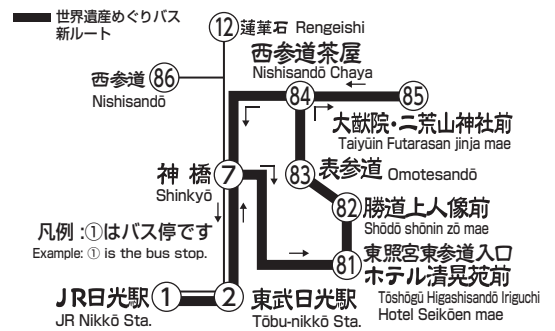 世界遺産めぐりバス
新ルート
⑫蓮華石 Rengeishi
西参道茶屋
Nishisandō Chaya
西参道 86
Nishisandō
84
85
大猷院・二荒山神社前
Taiyūin Futarasan jinja mae
神橋 ⑦
Shinkyō
83 表参道 Omotesandō
82 勝道上人像前
Shōdō shōnin zō mae
凡例 :①はバス停です
Example: ① is the bus stop.
81
東照宮東参道入口
ホテル清晃苑前
Tōshōgū Higashisandō Iriguchi
Hotel Seikōen mae
JR日光駅 ①
JR Nikkō Sta.
② 東武日光駅
Tōbu-nikkō Sta.